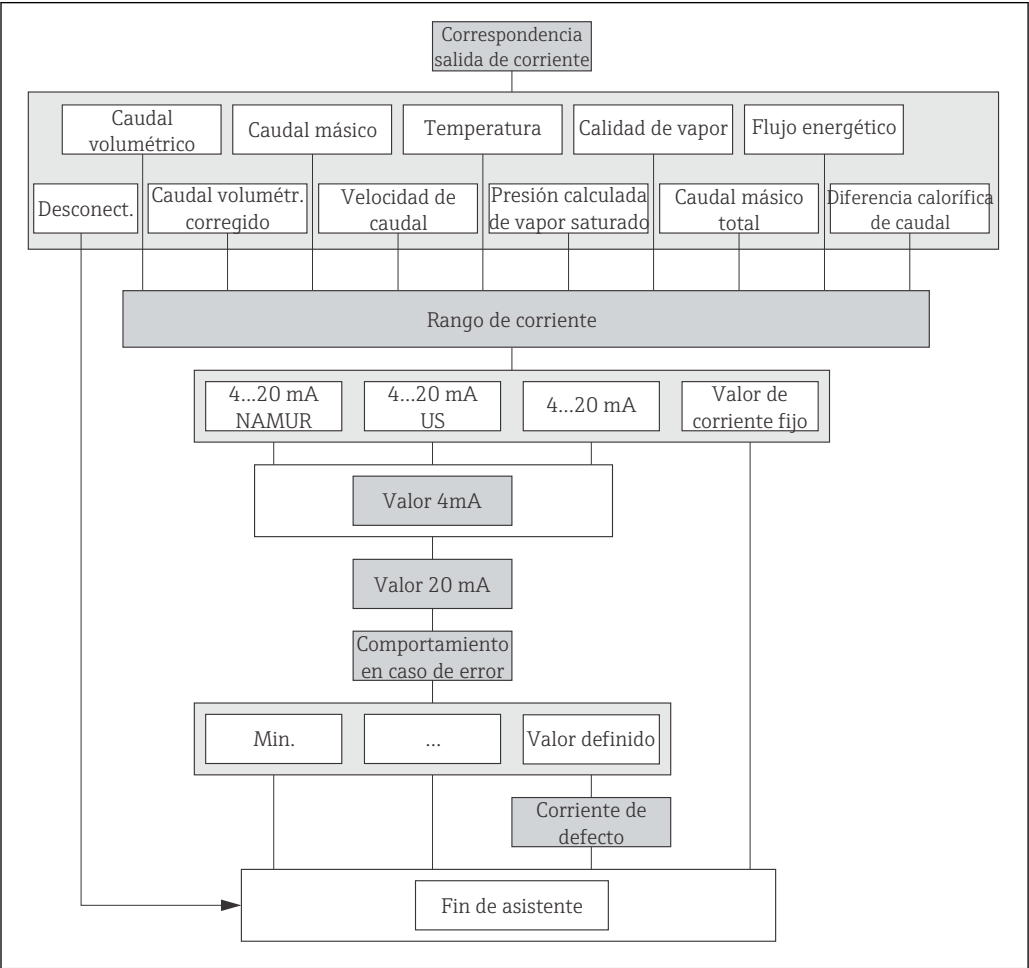 Correspondencia
salida de corriente
Caudal
volumétrico
Caudal másico
Temperatura
Calidad de vapor
Flujo energético
Desconect.
Caudal volumétr.
corregido
Velocidad de
caudal
Presión calculada
de vapor saturado
Caudal másico
total
Diferencia calorífica
de caudal
Rango de corriente
4...20 mA
NAMUR
4...20 mA
US
4...20 mA
Valor de
corriente fijo
Valor 4mA
Valor 20 mA
Comportamiento
en caso de error
Min.
...
Valor definido
Corriente de
defecto
Fin de asistente